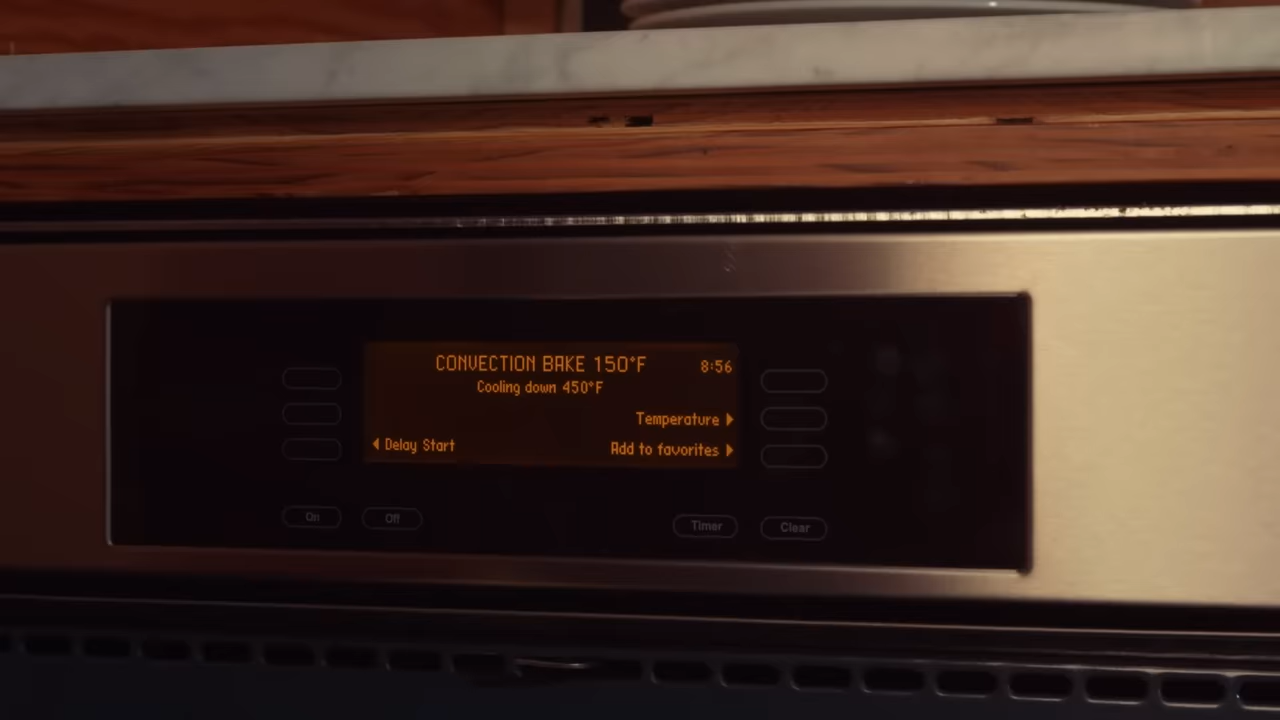 CONVECTION BAKE 150°F 8:56
Cooling down 450°F
Temperature
Delay Start Add to favorites
On Off Timer Clear